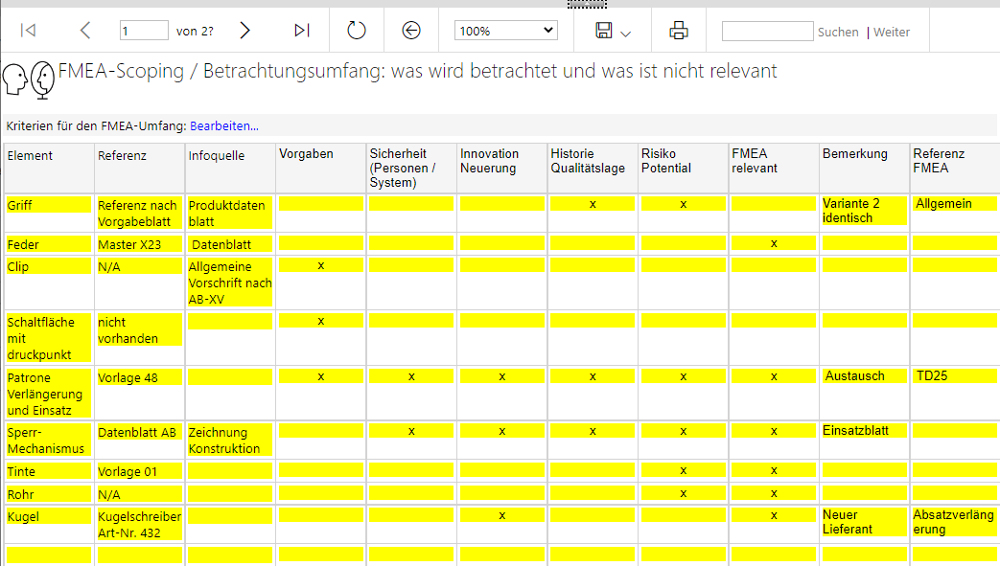 1 von 2? 100% Suchen | Weiter
FMEA-Scoping / Betrachtungsumfang: was wird betrachtet und was ist nicht relevant
Kriterien für den FMEA-Umfang: Bearbeiten...
Element Referenz Infoquelle Vorgaben Sicherheit Innovation Historie Risiko FMEA Bemerkung Referenz
(Personen / Neuerung Qualitätslage Potential relevant FMEA
System)
Griff Referenz nach Produktdaten x x Variante 2 Allgemein
Vorgabeblatt blatt identisch
Feder Master X23 Datenblatt x
Clip N/A Allgemeine x
Vorschrift nach
AB-XV
Schaltfläche nicht x
mit vorhanden
druckpunkt
Patrone Vorlage 48 x x x x x x Austausch TD25
Verlängerung
und Einsatz
Sperr- Datenblatt AB Zeichnung x x x x x Einsatzblatt
Mechanismus Konstruktion
Tinte Vorlage 01 x x
Rohr N/A x x
Kugel Kugelschreiber x x Neuer Absatzverläng
Art-Nr. 432 Lieferant erung